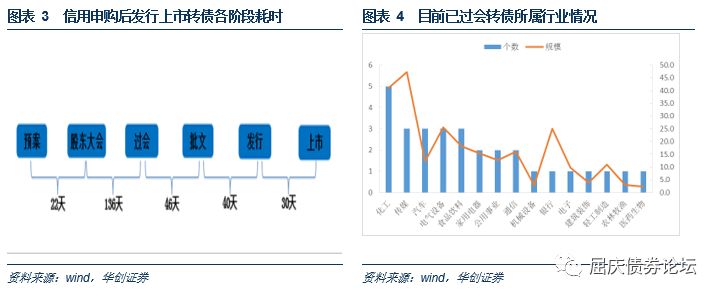 图表 3 信用申购后发行上市转债各阶段耗时
预案 股东大会 过会 批文 发行 上市
22天 136天 46天 40天 30天
资料来源：wind，华创证券
图表 4 目前已过会转债所属行业情况
个数 规模
6 50.0
45.0
5 40.0
35.0
4
30.0
3 25.0
20.0
2
15.0
1 10.0
5.0
0 0.0
化工 传媒 汽车 电气设备 食品饮料 家用电器 公用事业 通信 机械设备 银行 电子 建筑装饰 轻工制造 农林牧渔 医药生物
资料来源：wind，华创证券
屈庆债券论坛